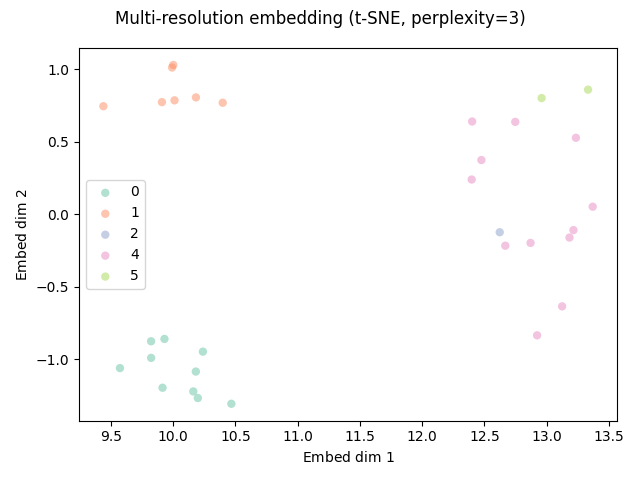 Multi-resolution embedding (t-SNE, perplexity=3)
1.0
0.5
0.0
−0.5
−1.0
Embed dim 2
0
1
2
4
5
9.5 10.0 10.5 11.0 11.5 12.0 12.5 13.0 13.5
Embed dim 1